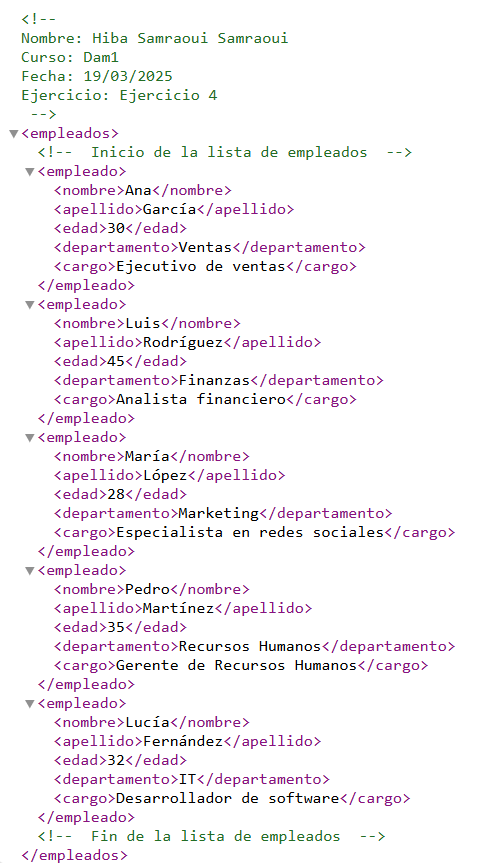 <!--
Nombre: Hiba Samraoui Samraoui
Curso: Dam1
Fecha: 19/03/2025
Ejercicio: Ejercicio 4
-->
<empleados>
<!-- Inicio de la lista de empleados -->
<empleado>
<nombre>Ana</nombre>
<apellido>García</apellido>
<edad>30</edad>
<departamento>Ventas</departamento>
<cargo>Ejecutivo de ventas</cargo>
</empleado>
<empleado>
<nombre>Luis</nombre>
<apellido>Rodríguez</apellido>
<edad>45</edad>
<departamento>Finanzas</departamento>
<cargo>Analista financiero</cargo>
</empleado>
<empleado>
<nombre>María</nombre>
<apellido>López</apellido>
<edad>28</edad>
<departamento>Marketing</departamento>
<cargo>Especialista en redes sociales</cargo>
</empleado>
<empleado>
<nombre>Pedro</nombre>
<apellido>Martínez</apellido>
<edad>35</edad>
<departamento>Recursos Humanos</departamento>
<cargo>Gerente de Recursos Humanos</cargo>
</empleado>
<empleado>
<nombre>Lucía</nombre>
<apellido>Fernández</apellido>
<edad>32</edad>
<departamento>IT</departamento>
<cargo>Desarrollador de software</cargo>
</empleado>
<!-- Fin de la lista de empleados -->
</empleados>